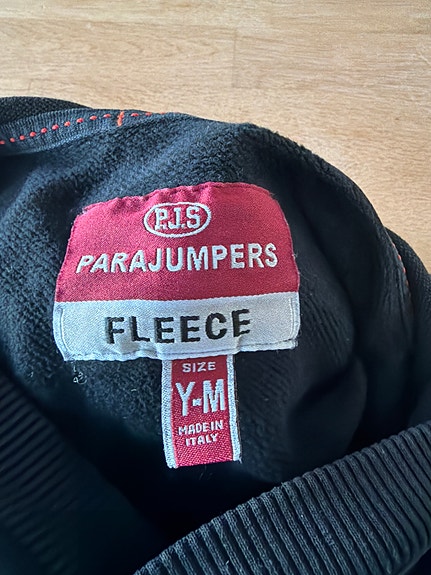 P.J.S
PARAJUMPERS
FLEECE
SIZE
Y-M
MADE IN
ITALY